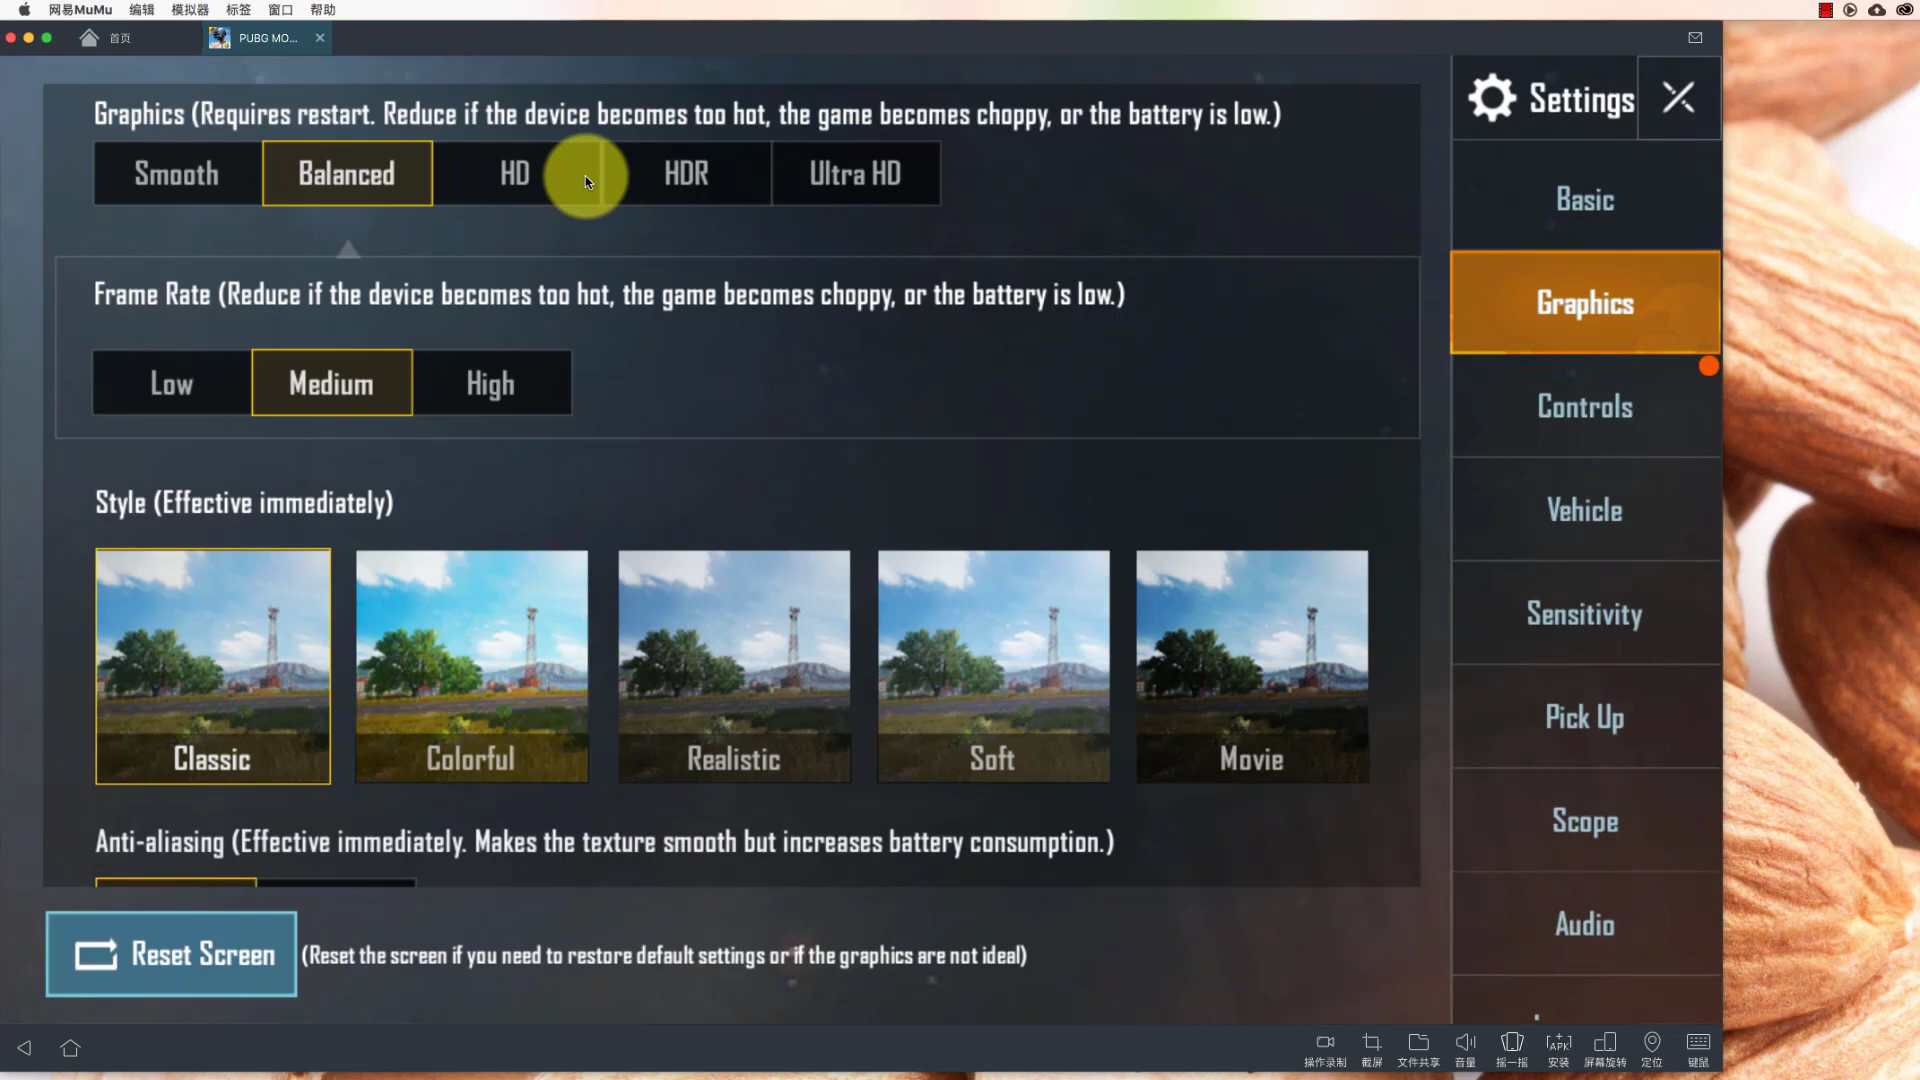 网易MuMu 编辑 模拟器 标签 窗口 帮助
首页 PUBG MO...
Graphics (Requires restart. Reduce if the device becomes too hot, the game becomes choppy, or the battery is low.)
Smooth Balanced HD HDR Ultra HD
Frame Rate (Reduce if the device becomes too hot, the game becomes choppy, or the battery is low.)
Low Medium High
Style (Effective immediately)
Classic Colorful Realistic Soft Movie
Anti-aliasing (Effective immediately. Makes the texture smooth but increases battery consumption.)
Reset Screen (Reset the screen if you need to restore default settings or if the graphics are not ideal)
Settings
Basic
Graphics
Controls
Vehicle
Sensitivity
Pick Up
Scope
Audio
APK
操作录制 截屏 文件共享 音量 摇一摇 安装 屏幕旋转 定位 键鼠